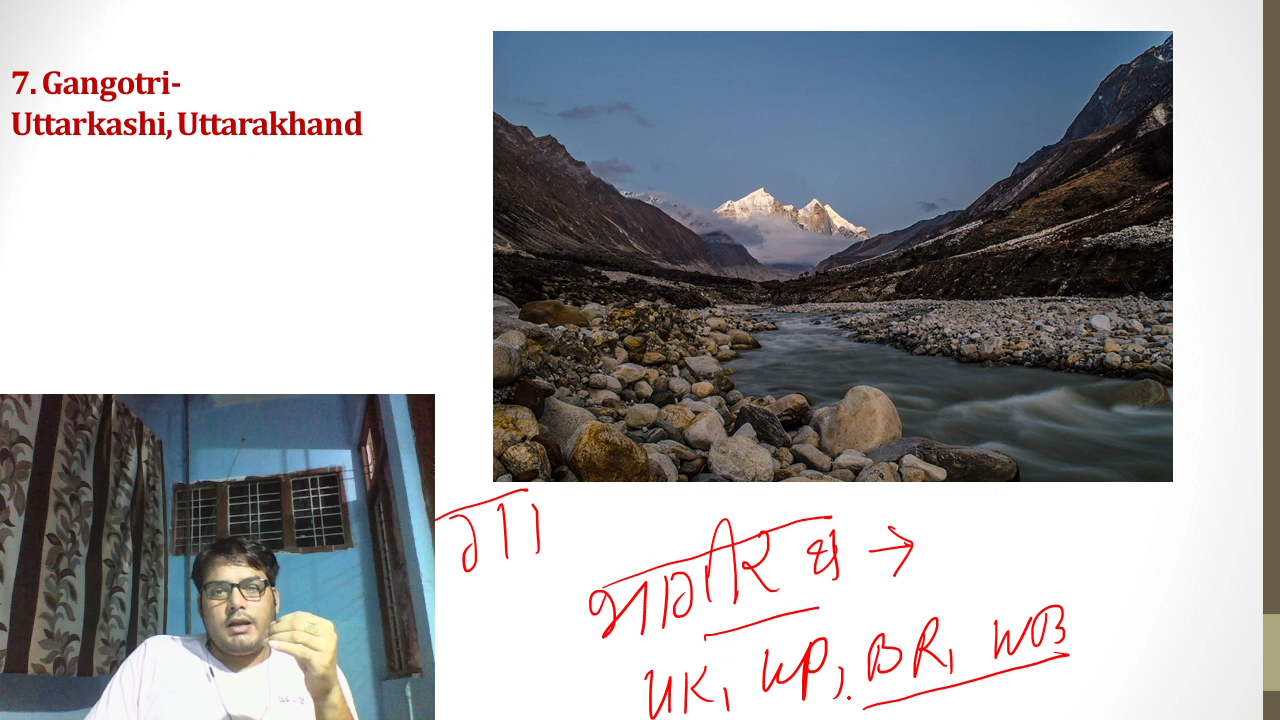 7. Gangotri-
Uttarkashi, Uttarakhand
भागीरथ →
UK, UP, BR, WB